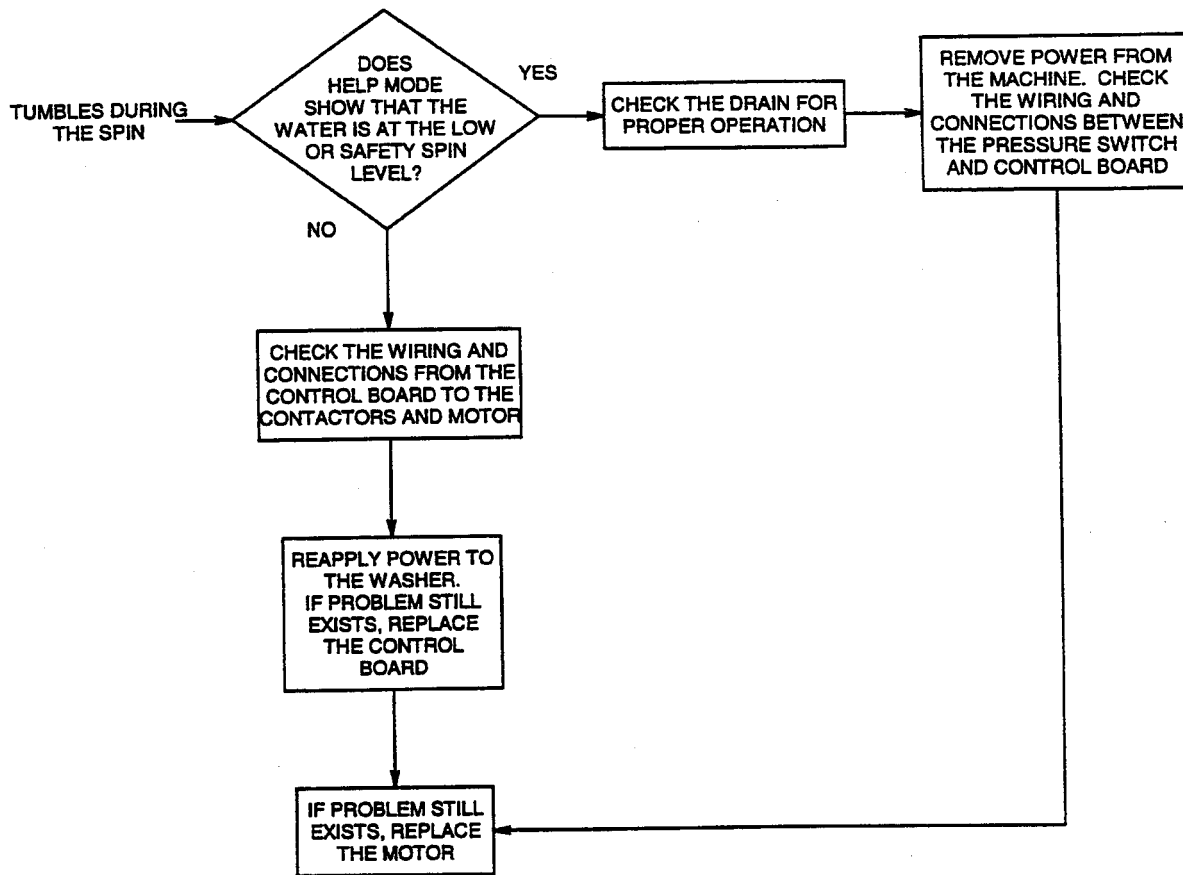 TUMBLES DURING
THE SPIN
DOES
HELP MODE
SHOW THAT THE
WATER IS AT THE LOW
OR SAFETY SPIN
LEVEL?
YES
CHECK THE DRAIN FOR
PROPER OPERATION
REMOVE POWER FROM
THE MACHINE. CHECK
THE WIRING AND
CONNECTIONS BETWEEN
THE PRESSURE SWITCH
AND CONTROL BOARD
NO
CHECK THE WIRING AND
CONNECTIONS FROM THE
CONTROL BOARD TO THE
CONTACTORS AND MOTOR
REAPPLY POWER TO
THE WASHER.
IF PROBLEM STILL
EXISTS, REPLACE
THE CONTROL
BOARD
IF PROBLEM STILL
EXISTS, REPLACE
THE MOTOR